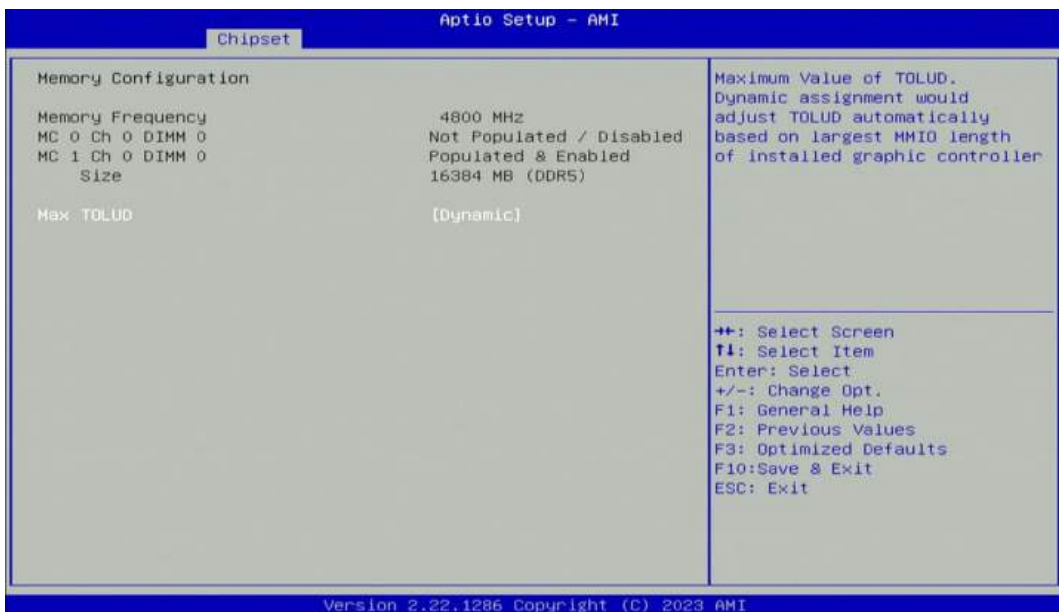 Aptio Setup - AMI
Chipset
Memory Configuration
Memory Frequency 4800 MHz
MC 0 Ch 0 DIMM 0 Not Populated / Disabled
MC 1 Ch 0 DIMM 0 Populated & Enabled
Size 16384 MB (DDR5)
Max TOLUD [Dynamic]
Maximum Value of TOLUD.
Dynamic assignment would
adjust TOLUD automatically
based on largest MMIO length
of installed graphic controller
→←: Select Screen
↑↓: Select Item
Enter: Select
+/-: Change Opt.
F1: General Help
F2: Previous Values
F3: Optimized Defaults
F10:Save & Exit
ESC: Exit
Version 2.22.1286 Copyright (C) 2023 AMI